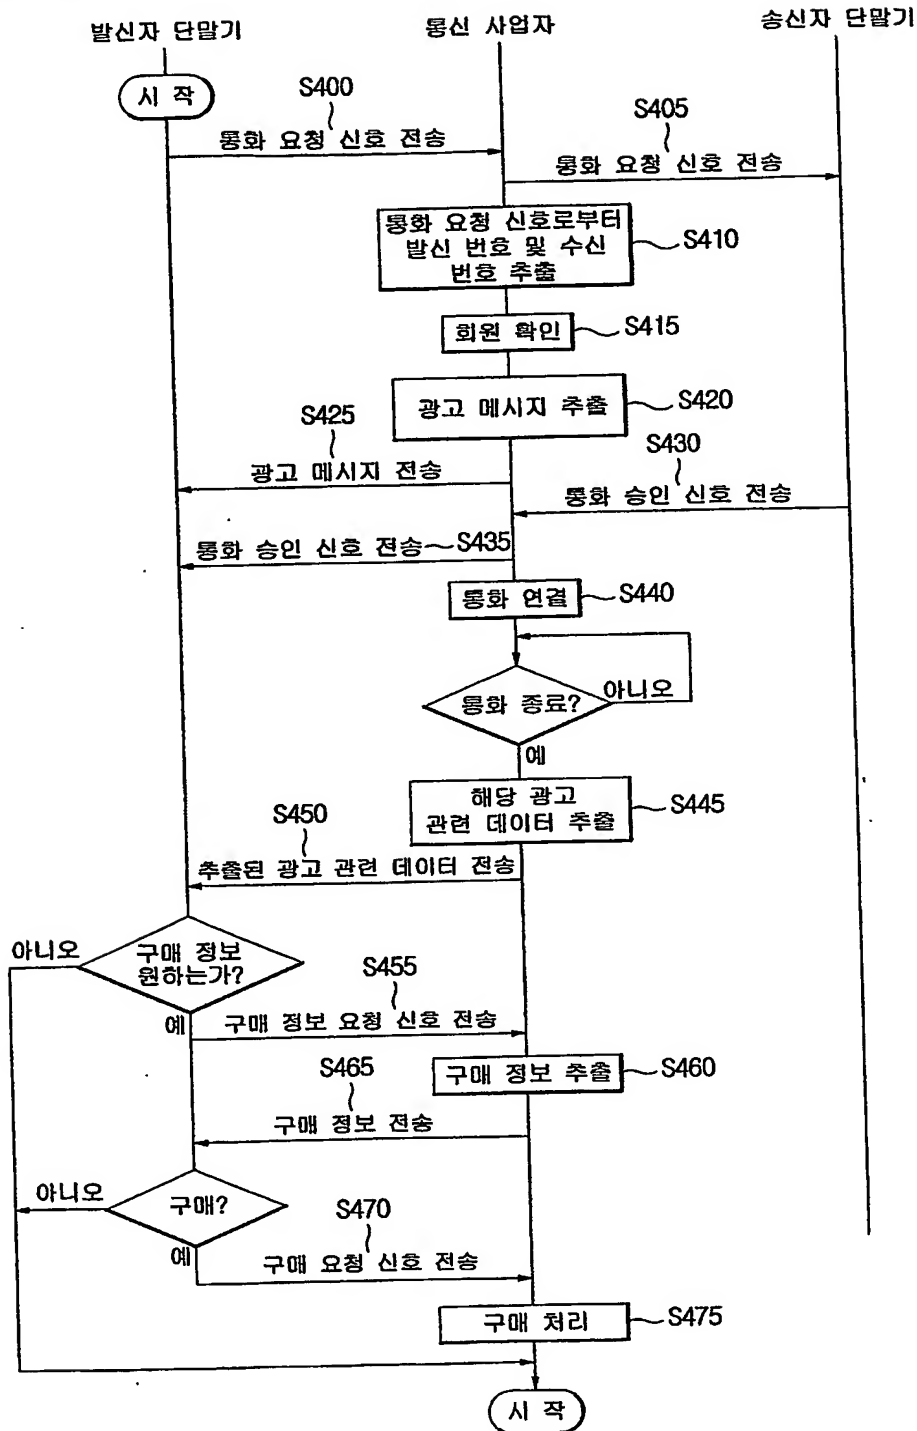 발신자 단말기
통신 사업자
송신자 단말기
시 작
S400
통화 요청 신호 전송
S405
통화 요청 신호 전송
통화 요청 신호로부터
발신 번호 및 수신
번호 추출
S410
회원 확인
S415
광고 메시지 추출
S420
S425
광고 메시지 전송
S430
통화 승인 신호 전송
통화 승인 신호 전송
S435
통화 연결
S440
통화 종료?
아니오
예
해당 광고
관련 데이터 추출
S445
S450
추출된 광고 관련 데이터 전송
아니오
구매 정보
원하는가?
예
S455
구매 정보 요청 신호 전송
구매 정보 추출
S460
S465
구매 정보 전송
아니오
구매?
예
S470
구매 요청 신호 전송
구매 처리
S475
시 작